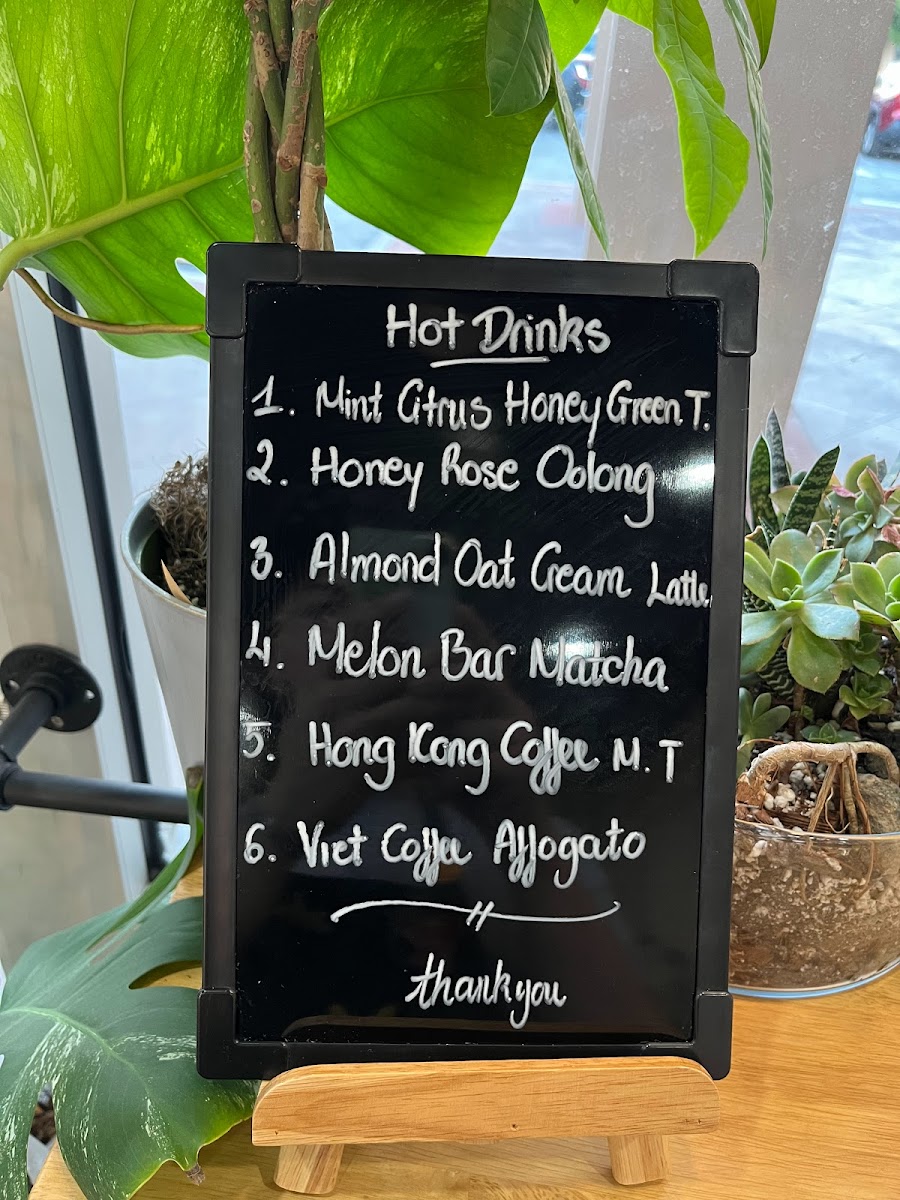 Hot Drinks
1. Mint Citrus Honey Green T.
2. Honey Rose Oolong
3. Almond Oat Cream Latte.
4. Melon Bar Matcha
5. Hong Kong Coffee M. T
6. Viet Coffee Affogato
thank you